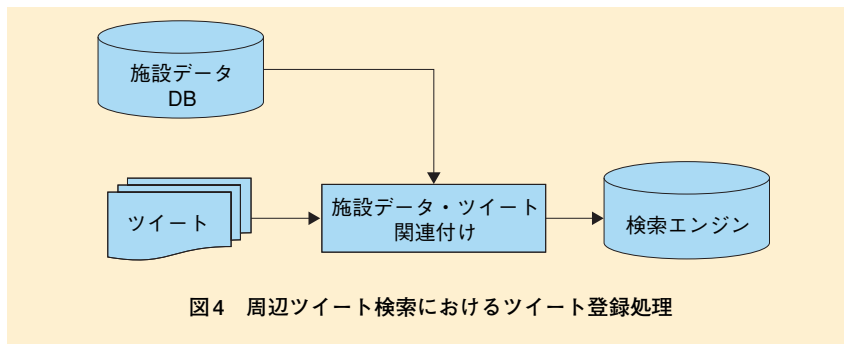 施設データ
DB
ツイート
施設データ・ツイート
関連付け
検索エンジン
図4　周辺ツイート検索におけるツイート登録処理